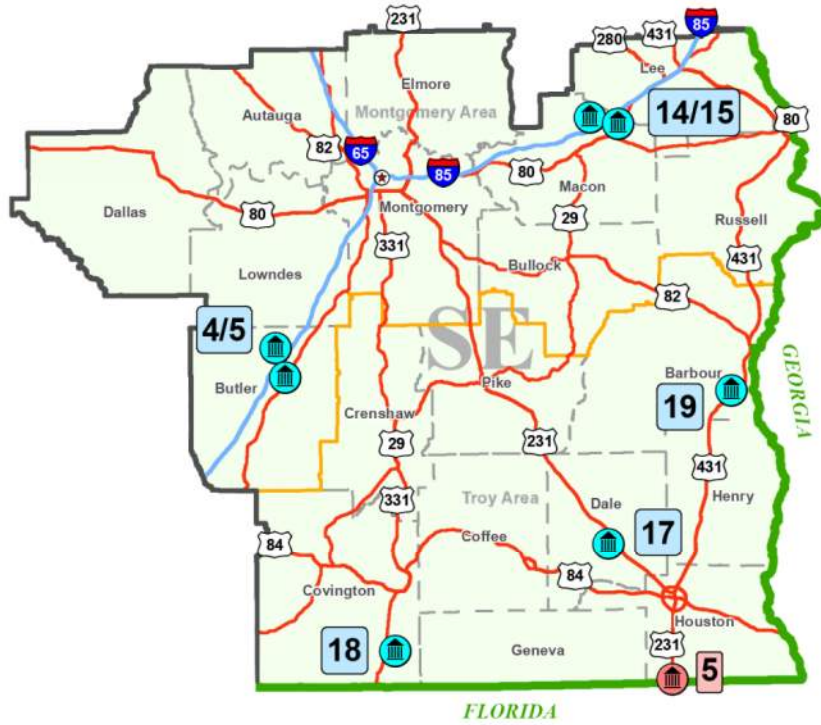 231
85
280
431
Lee
Elmore
Autauga
Montgomery Area
14/15
80
82
65
85
80
Macon
Dallas
80
Montgomery
29
Russell
331
Bullock
431
Lowndes
82
4/5
SE
Butler
Pike
Barbour
GEORGIA
19
Crenshaw
29
231
431
Troy Area
Henry
331
Dale
17
84
Coffee
84
Covington
Houston
18
Geneva
231
5
FLORIDA